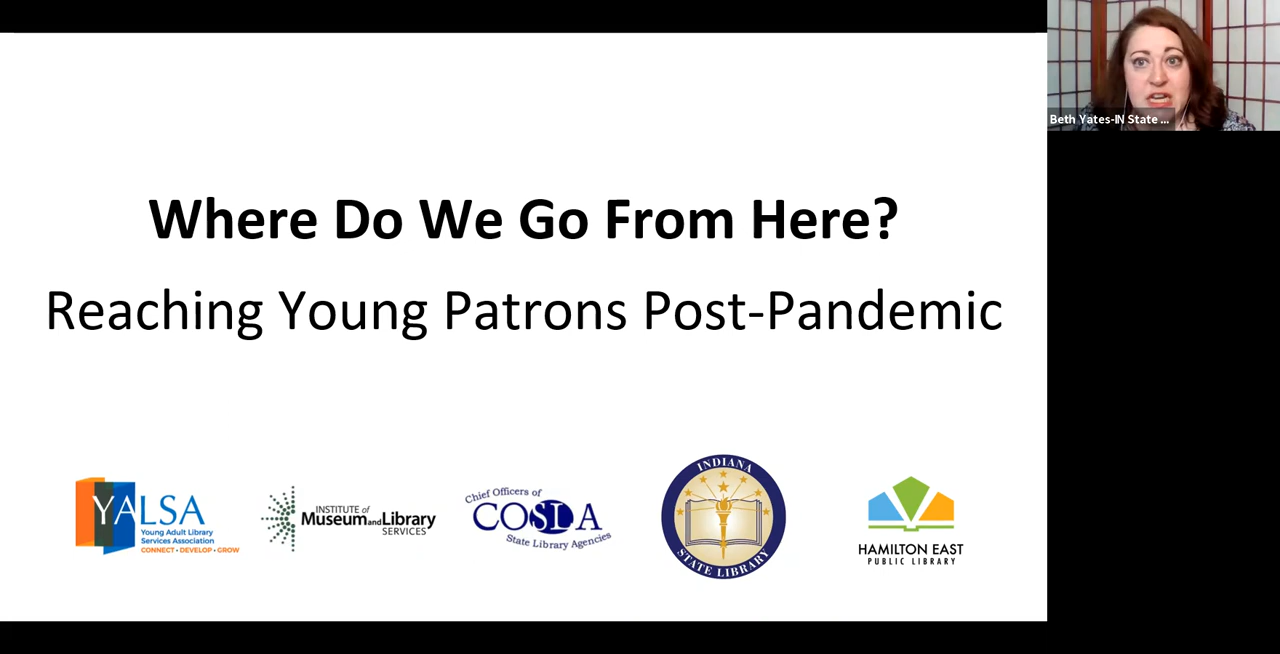 Beth Yates-IN State ...
Where Do We Go From Here?
Reaching Young Patrons Post-Pandemic
YALSA
Young Adult Library
Services Association
CONNECT • DEVELOP • GROW
INSTITUTE of
Museum and Library
SERVICES
Chief Officers of
COSLA
State Library Agencies
INDIANA
STATE LIBRARY
HAMILTON EAST
PUBLIC LIBRARY